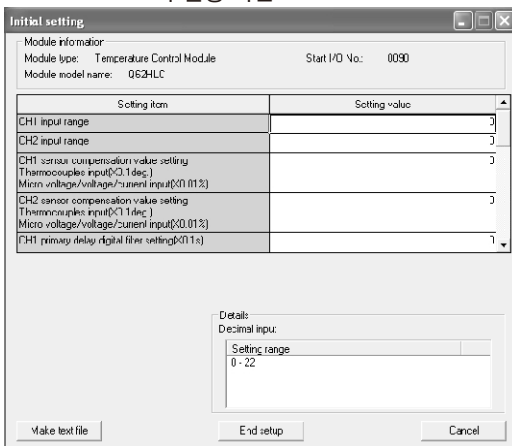 Initial setting
Module information
Module type: Temperature Control Module Start I/O No.: 0090
Module model name: Q62HLC
Setting item Setting value
CH1 input range 0
CH2 input range 0
CH1 sensor compensation value setting 0
Thermocouples input(X0.1deg.)
Micro voltage/voltage/current input(X0.01%)
CH2 sensor compensation value setting 0
Thermocouples input(X0.1deg.)
Micro voltage/voltage/current input(X0.01%)
CH1 primary delay digital filter setting(X0.1s) 0
Details
Decimal input
Setting range
0 - 22
Make text file End setup Cancel